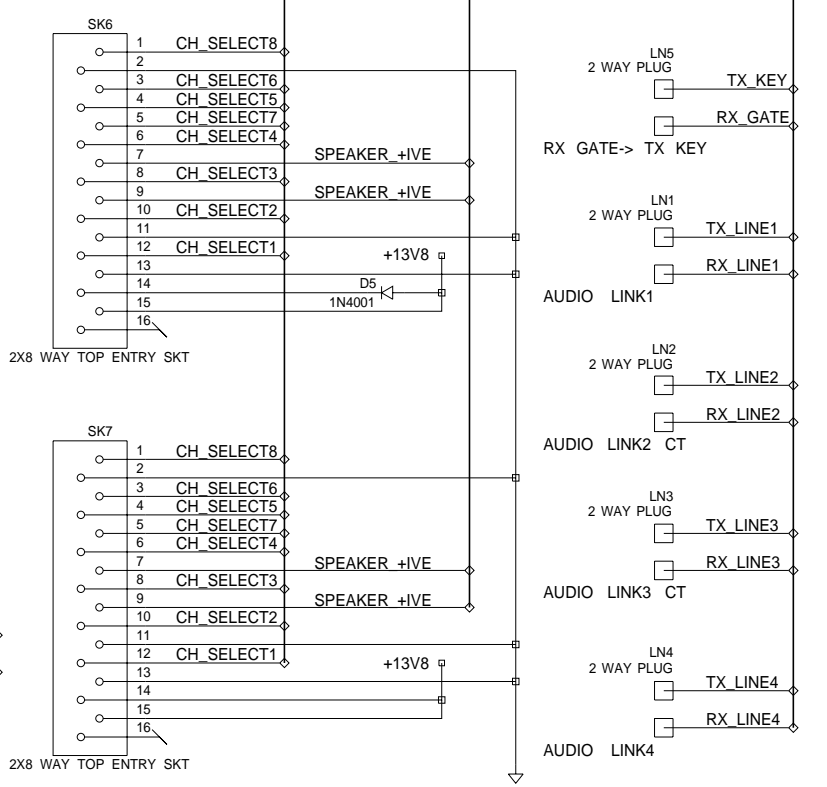 SK6
1 CH_SELECT8
2
3 CH_SELECT6
4 CH_SELECT5
5 CH_SELECT7
6 CH_SELECT4
7 SPEAKER_+IVE
8 CH_SELECT3
9 SPEAKER_+IVE
10 CH_SELECT2
11
12 CH_SELECT1
+13V8
13
14 D5
1N4001
15
16
2X8 WAY TOP ENTRY SKT
SK7
1 CH_SELECT8
2
3 CH_SELECT6
4 CH_SELECT5
5 CH_SELECT7
6 CH_SELECT4
7 SPEAKER_+IVE
8 CH_SELECT3
9 SPEAKER_+IVE
10 CH_SELECT2
11
12 CH_SELECT1
+13V8
13
14
15
16
2X8 WAY TOP ENTRY SKT
LN5
2 WAY PLUG
TX_KEY
RX_GATE
RX GATE-> TX KEY
LN1
2 WAY PLUG
TX_LINE1
RX_LINE1
AUDIO LINK1
LN2
2 WAY PLUG
TX_LINE2
RX_LINE2
AUDIO LINK2 CT
LN3
2 WAY PLUG
TX_LINE3
RX_LINE3
AUDIO LINK3 CT
LN4
2 WAY PLUG
TX_LINE4
RX_LINE4
AUDIO LINK4